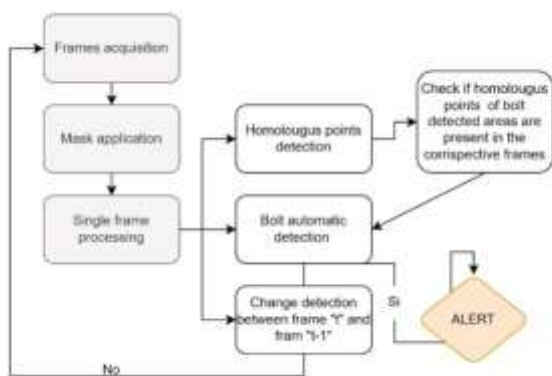 Frames acquisition
Mask application
Single frame
processing
Homolougus points
detection
Check if homolougus
points of bolt
detected areas are
present in the
corrispective frames
Bolt automatic
detection
Change detection
between frame "t" and
fram "t-1"
Si
ALERT
No